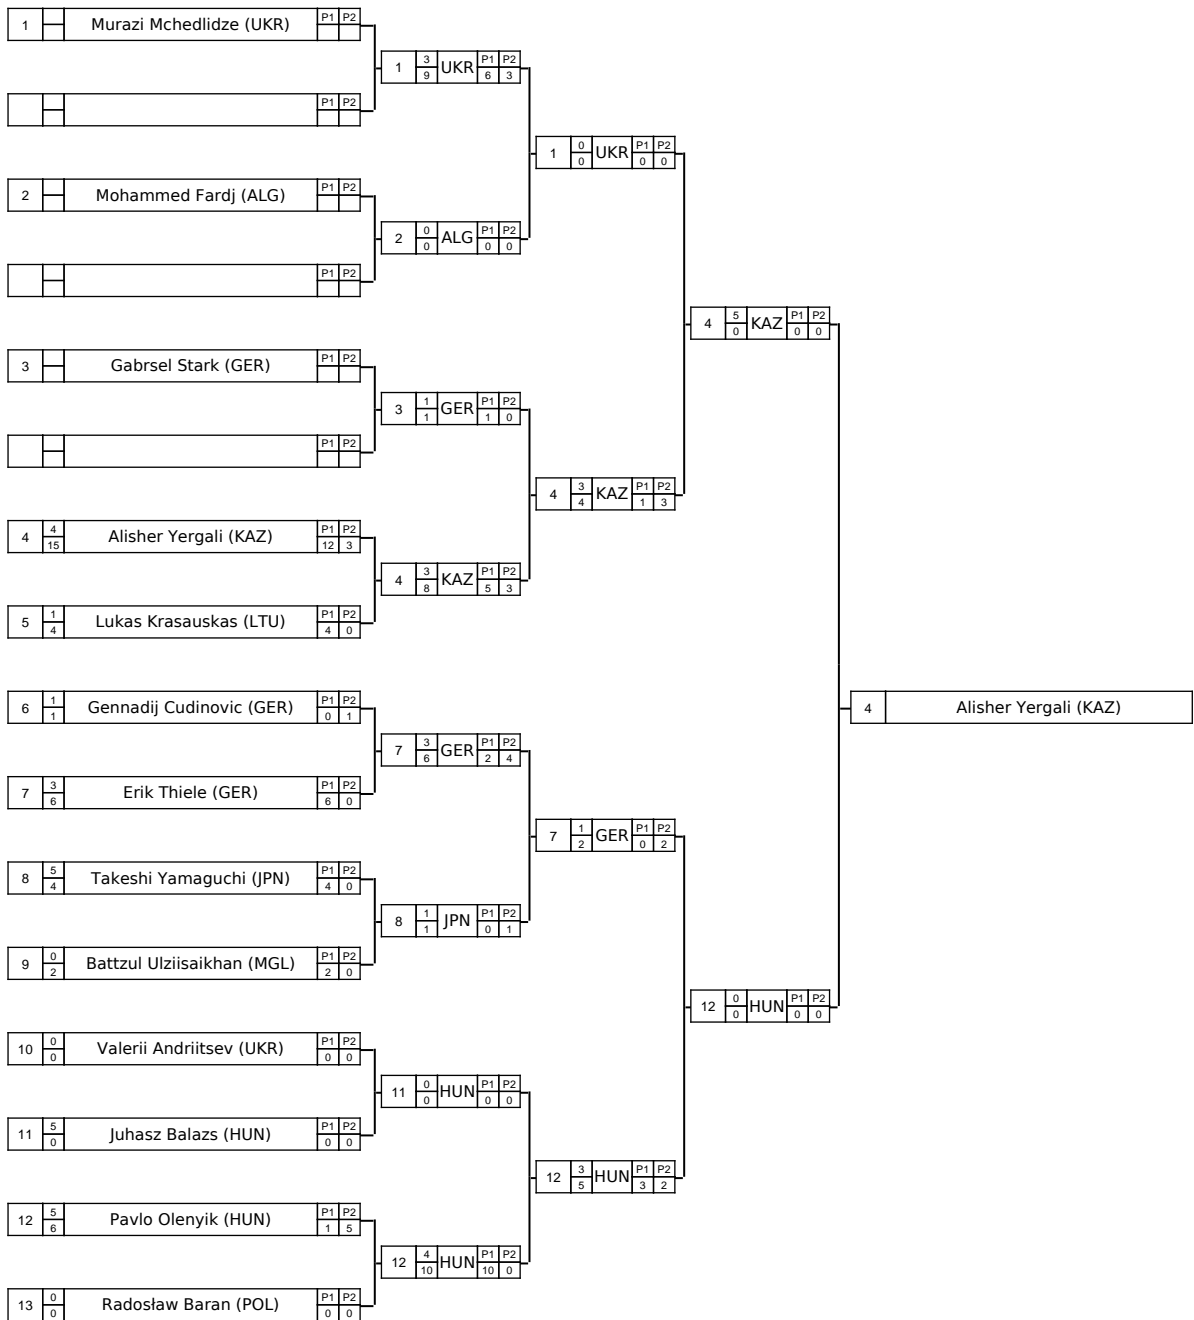 1 Murazi Mchedlidze (UKR) P1 P2
1 3 9 UKR P1 P2 6 3
P1 P2
1 0 0 UKR P1 P2 0 0
2 Mohammed Fardj (ALG) P1 P2
2 0 0 ALG P1 P2 0 0
P1 P2
4 5 0 KAZ P1 P2 0 0
3 Gabrsel Stark (GER) P1 P2
3 1 1 GER P1 P2 1 0
P1 P2
4 3 4 KAZ P1 P2 1 3
4 4 15 Alisher Yergali (KAZ) P1 P2 12 3
4 3 8 KAZ P1 P2 5 3
5 1 4 Lukas Krasauskas (LTU) P1 P2 4 0
6 1 1 Gennadij Cudinovic (GER) P1 P2 0 1
4 Alisher Yergali (KAZ)
7 3 6 GER P1 P2 2 4
7 3 6 Erik Thiele (GER) P1 P2 6 0
7 1 2 GER P1 P2 0 2
8 5 4 Takeshi Yamaguchi (JPN) P1 P2 4 0
8 1 1 JPN P1 P2 0 1
9 0 2 Battzul Ulziisaikhan (MGL) P1 P2 2 0
12 0 0 HUN P1 P2 0 0
10 0 0 Valerii Andriitsev (UKR) P1 P2 0 0
11 0 0 HUN P1 P2 0 0
11 5 0 Juhasz Balazs (HUN) P1 P2 0 0
12 3 5 HUN P1 P2 3 2
12 5 6 Pavlo Olenyik (HUN) P1 P2 1 5
12 4 10 HUN P1 P2 10 0
13 0 0 Radosław Baran (POL) P1 P2 0 0